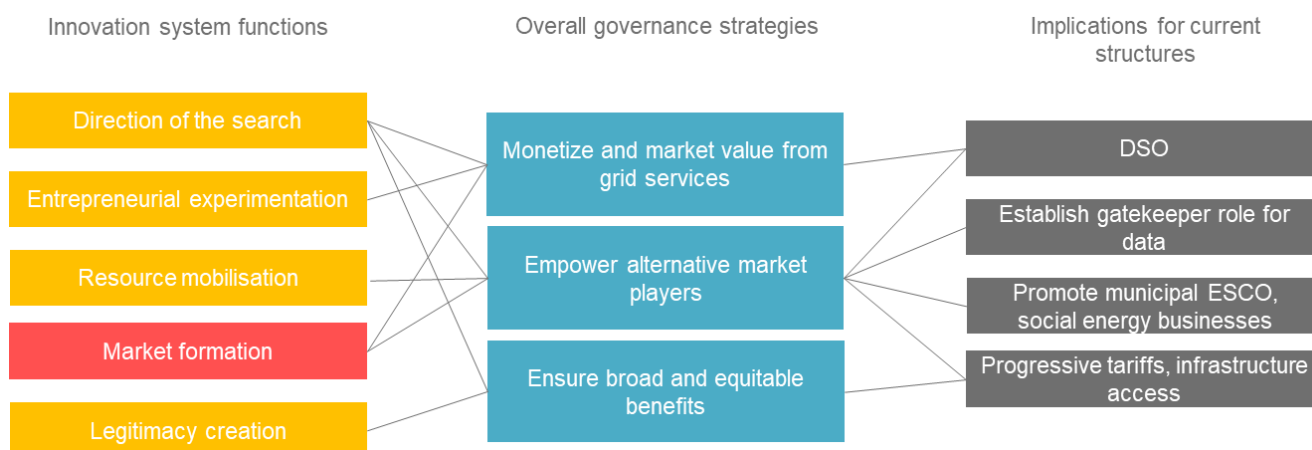 Innovation system functions
Overall governance strategies
Implications for current
structures
Direction of the search
Entrepreneurial experimentation
Resource mobilisation
Market formation
Legitimacy creation
Monetize and market value from
grid services
Empower alternative market
players
Ensure broad and equitable
benefits
DSO
Establish gatekeeper role for
data
Promote municipal ESCO,
social energy businesses
Progressive tariffs, infrastructure
access